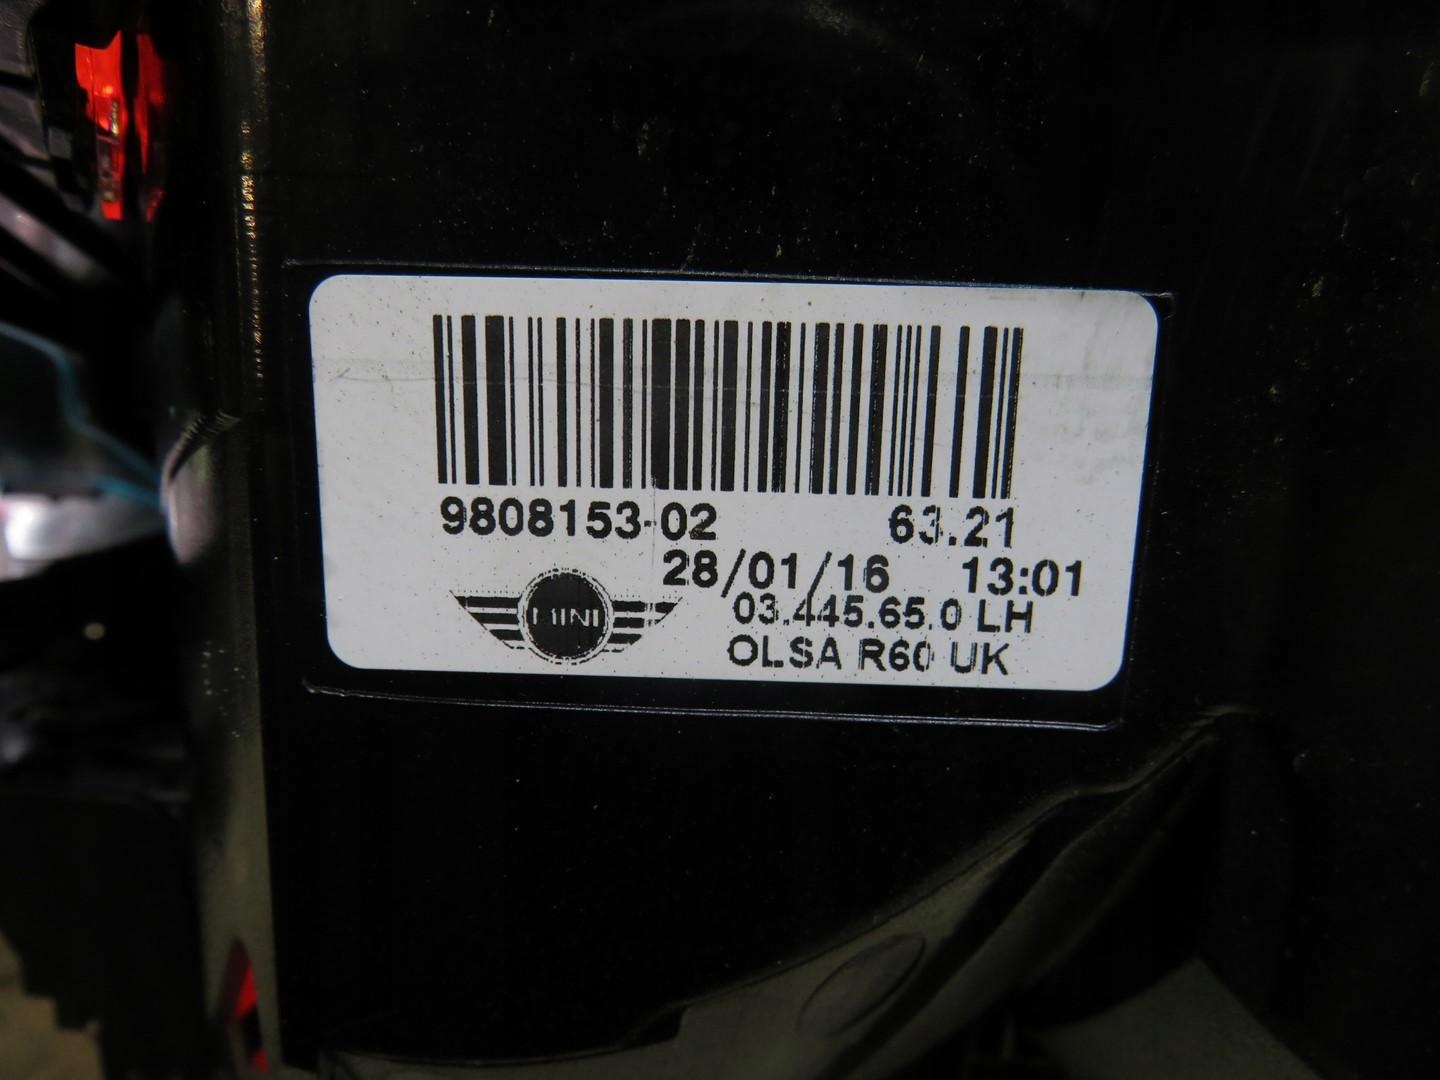 9808153-02 63.21
28/01/16 13:01
MINI
03.445.65.0 LH
OLSA R60 UK